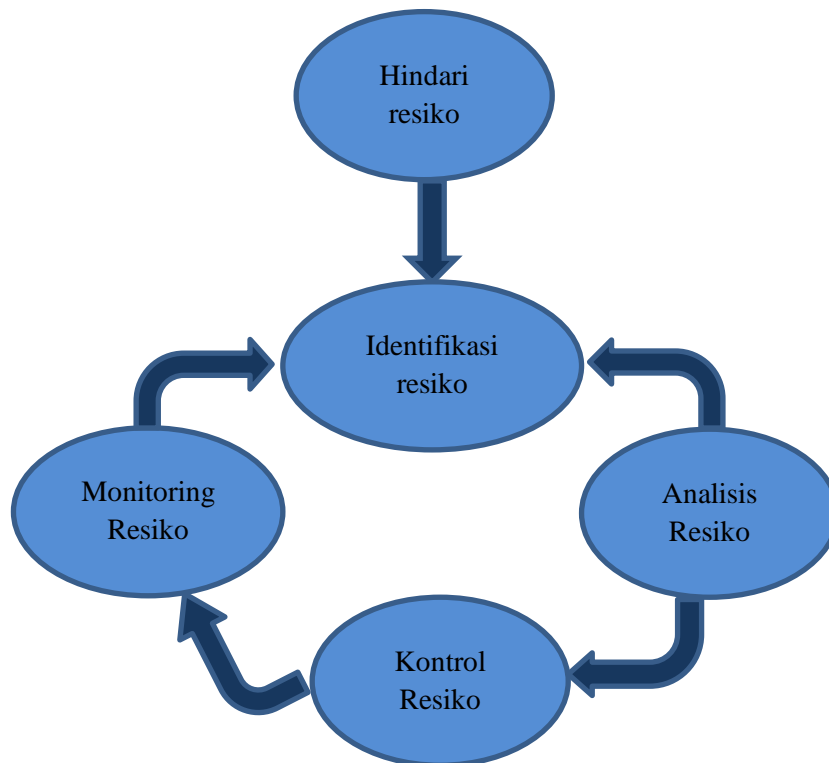 Hindari
resiko
Identifikasi
resiko
Monitoring
Resiko
Analisis
Resiko
Kontrol
Resiko